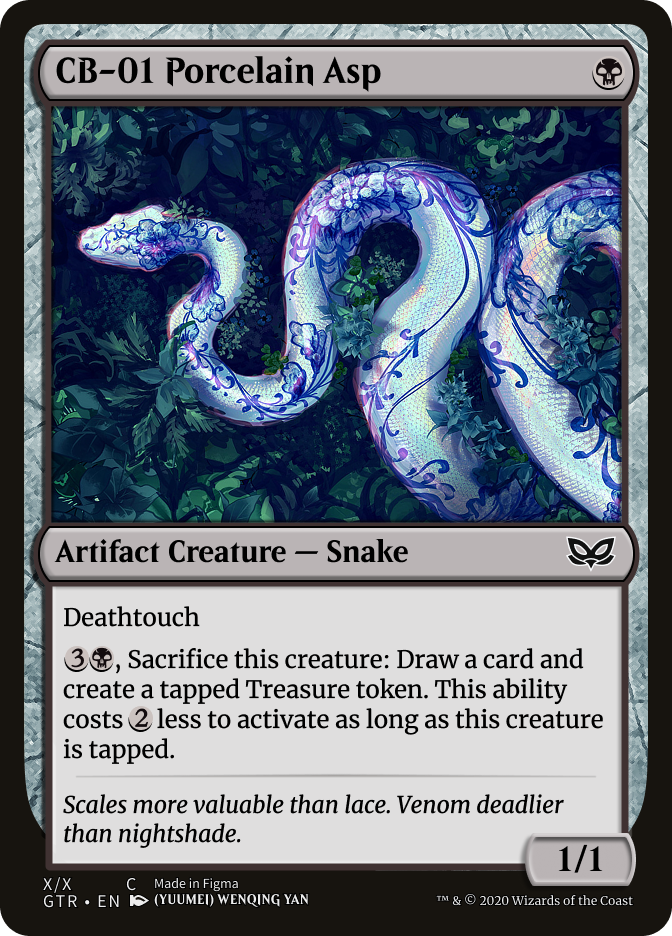 CB-01 Porcelain Asp
Artifact Creature — Snake
Deathtouch
3, Sacrifice this creature: Draw a card and
create a tapped Treasure token. This ability
costs 2 less to activate as long as this creature
is tapped.
Scales more valuable than lace. Venom deadlier
than nightshade.
1/1
X/X C Made in Figma
GTR • EN (YUUMEI) WENQING YAN ™ & © 2020 Wizards of the Coast